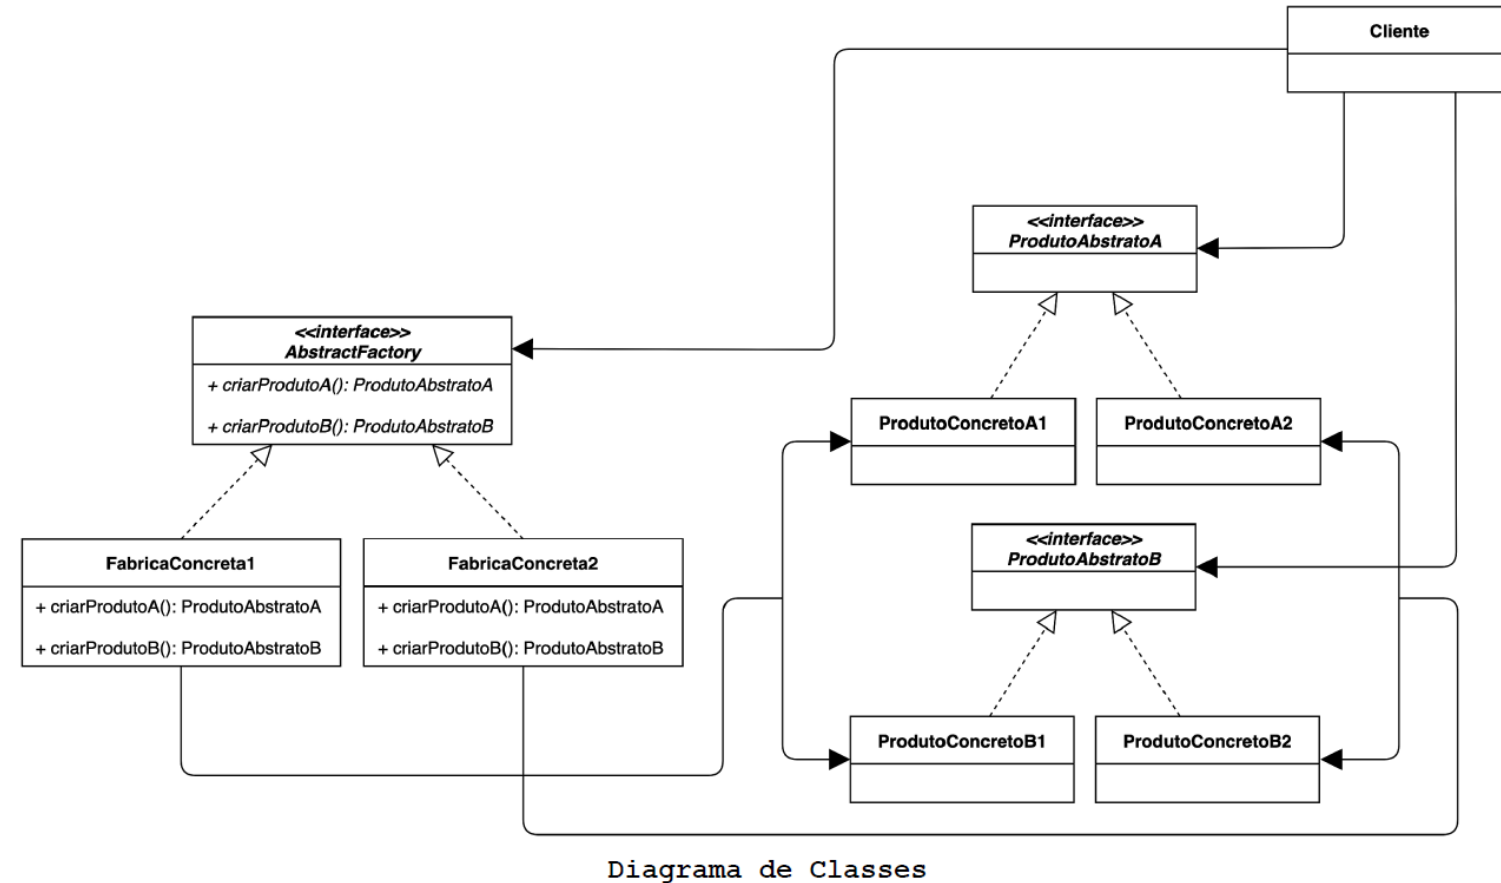 Cliente
<<interface>>
ProdutoAbstratoA
<<interface>>
AbstractFactory
+ criarProdutoA(): ProdutoAbstratoA
+ criarProdutoB(): ProdutoAbstratoB
ProdutoConcretoA1
ProdutoConcretoA2
<<interface>>
ProdutoAbstratoB
FabricaConcreta1
+ criarProdutoA(): ProdutoAbstratoA
+ criarProdutoB(): ProdutoAbstratoB
FabricaConcreta2
+ criarProdutoA(): ProdutoAbstratoA
+ criarProdutoB(): ProdutoAbstratoB
ProdutoConcretoB1
ProdutoConcretoB2
Diagrama de Classes